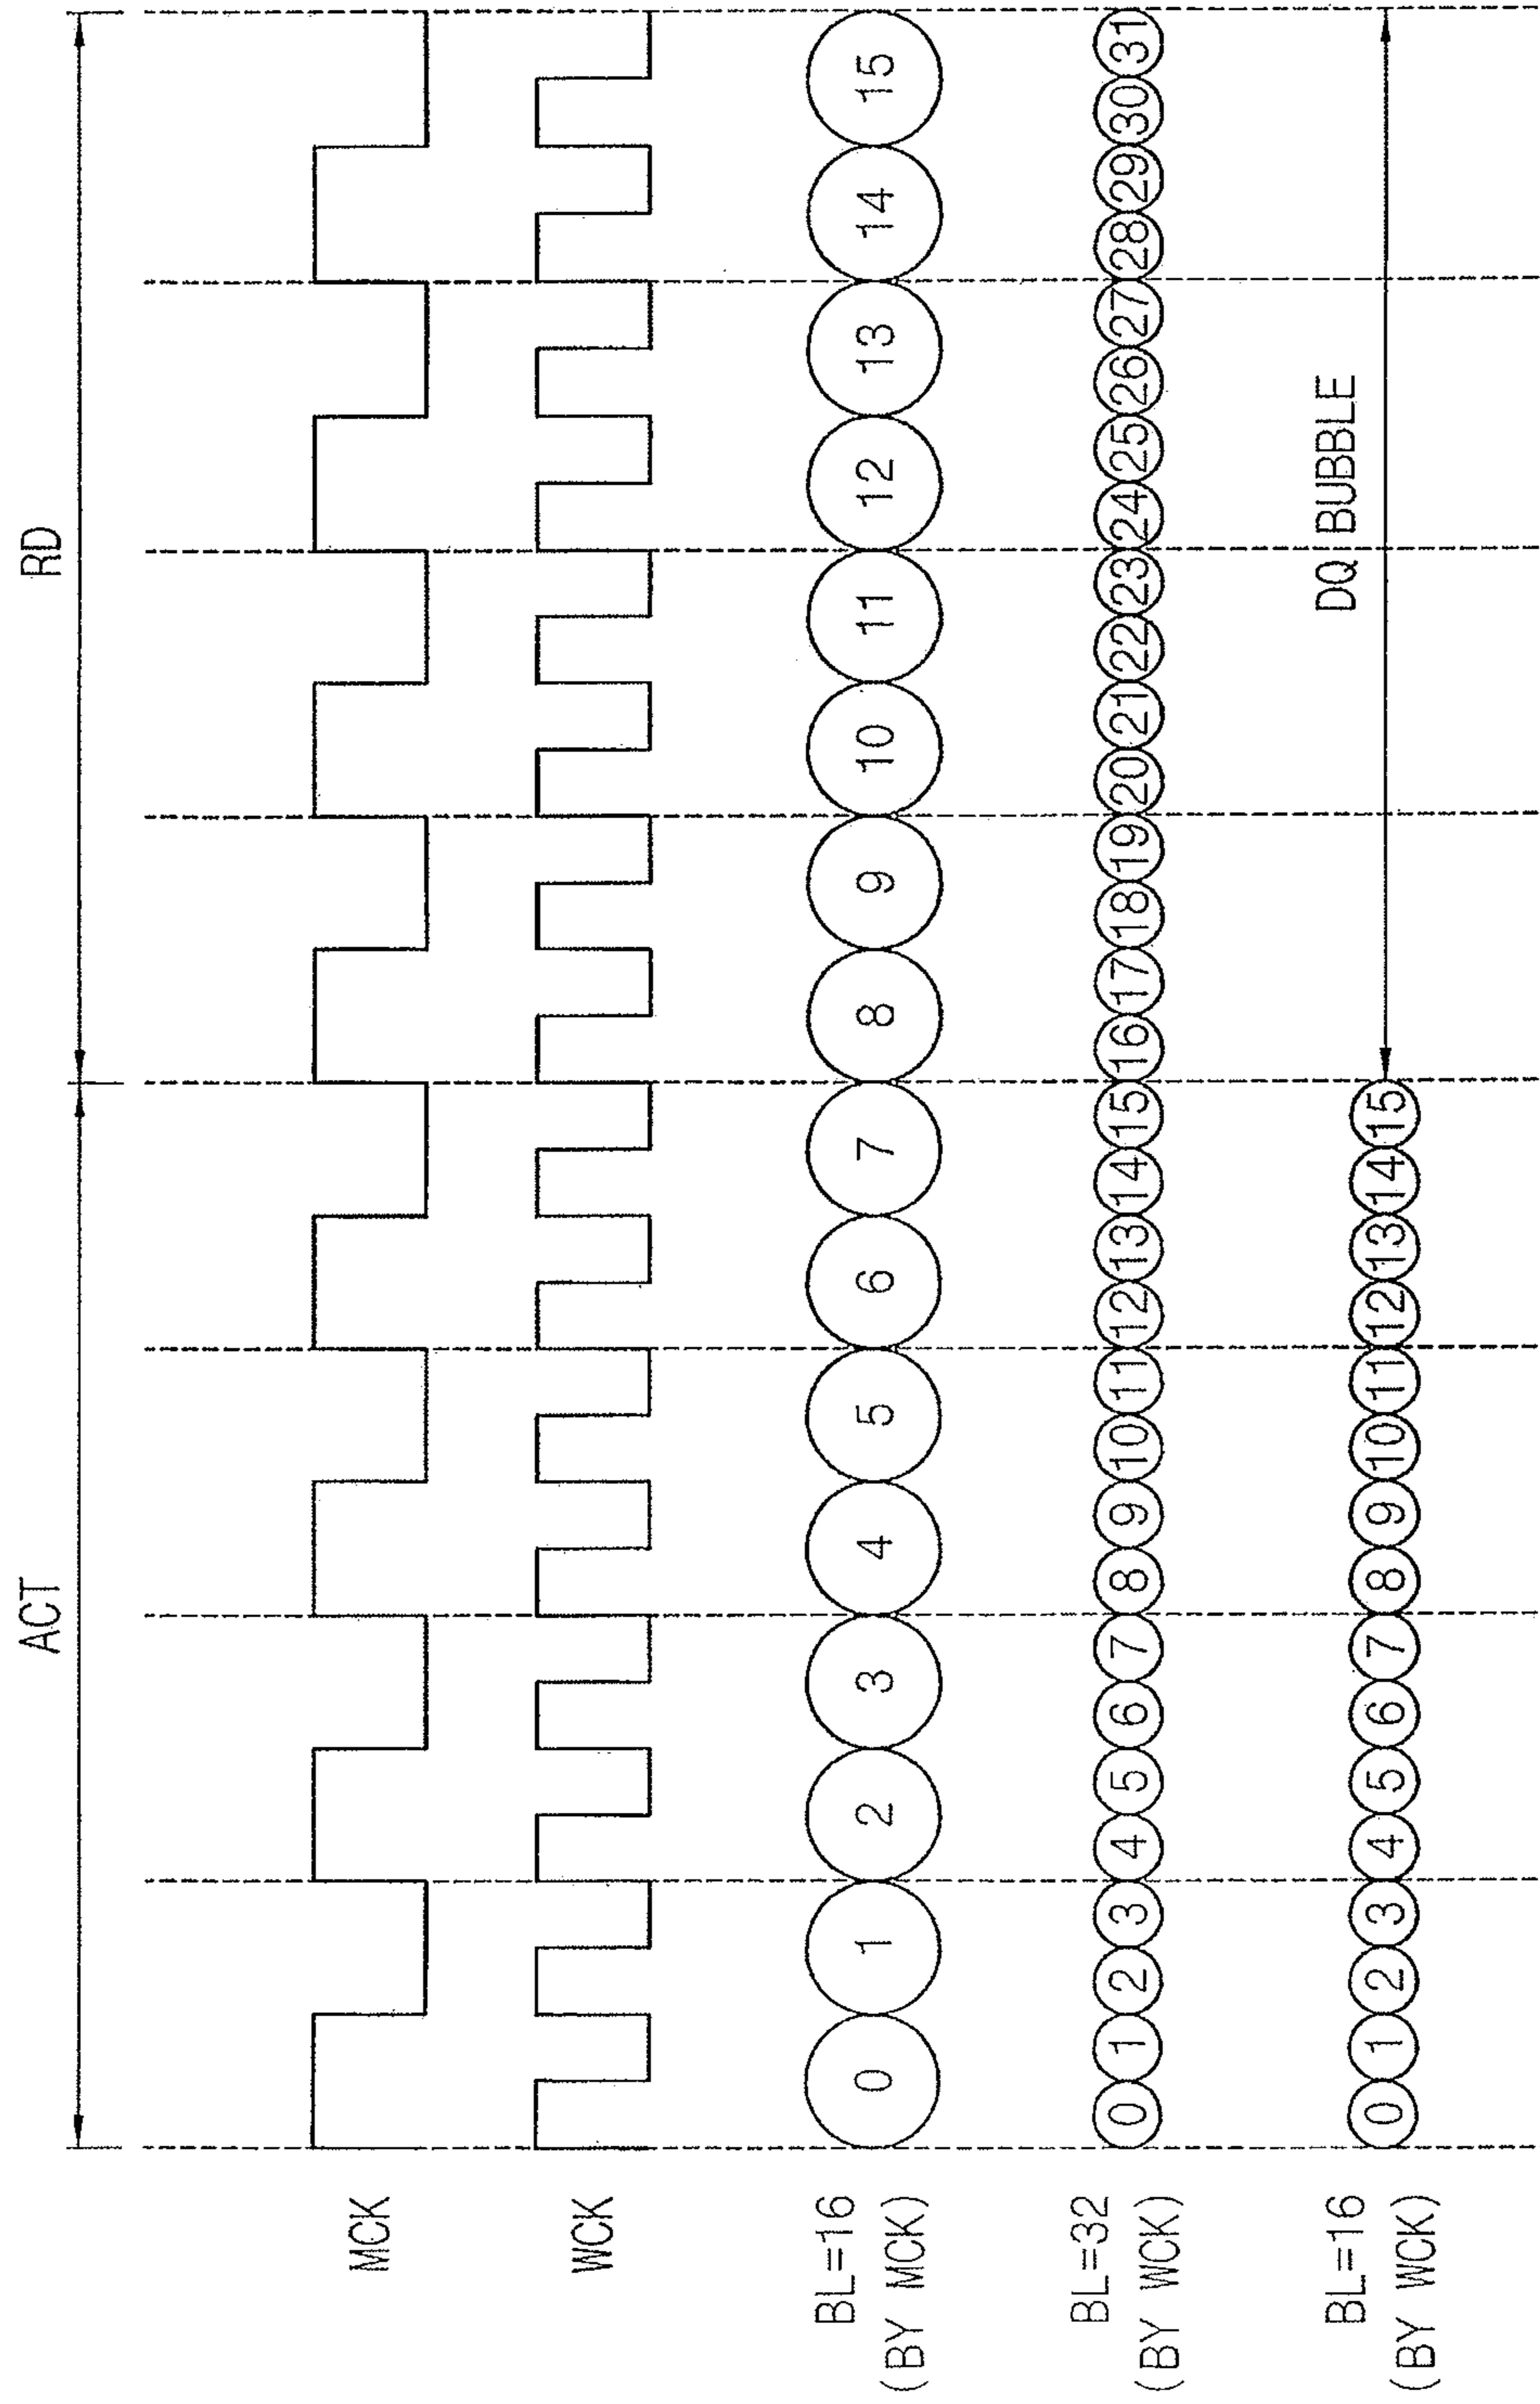 ACT RD
MCK
WCK
BL=16 0 1 2 3 4 5 6 7 8 9 10 11 12 13 14 15
(BY MCK)
BL=32 0 1 2 3 4 5 6 7 8 9 10 11 12 13 14 15 16 17 18 19 20 21 22 23 24 25 26 27 28 29 30 31
(BY WCK)
DQ BUBBLE
BL=16 0 1 2 3 4 5 6 7 8 9 10 11 12 13 14 15
(BY WCK)